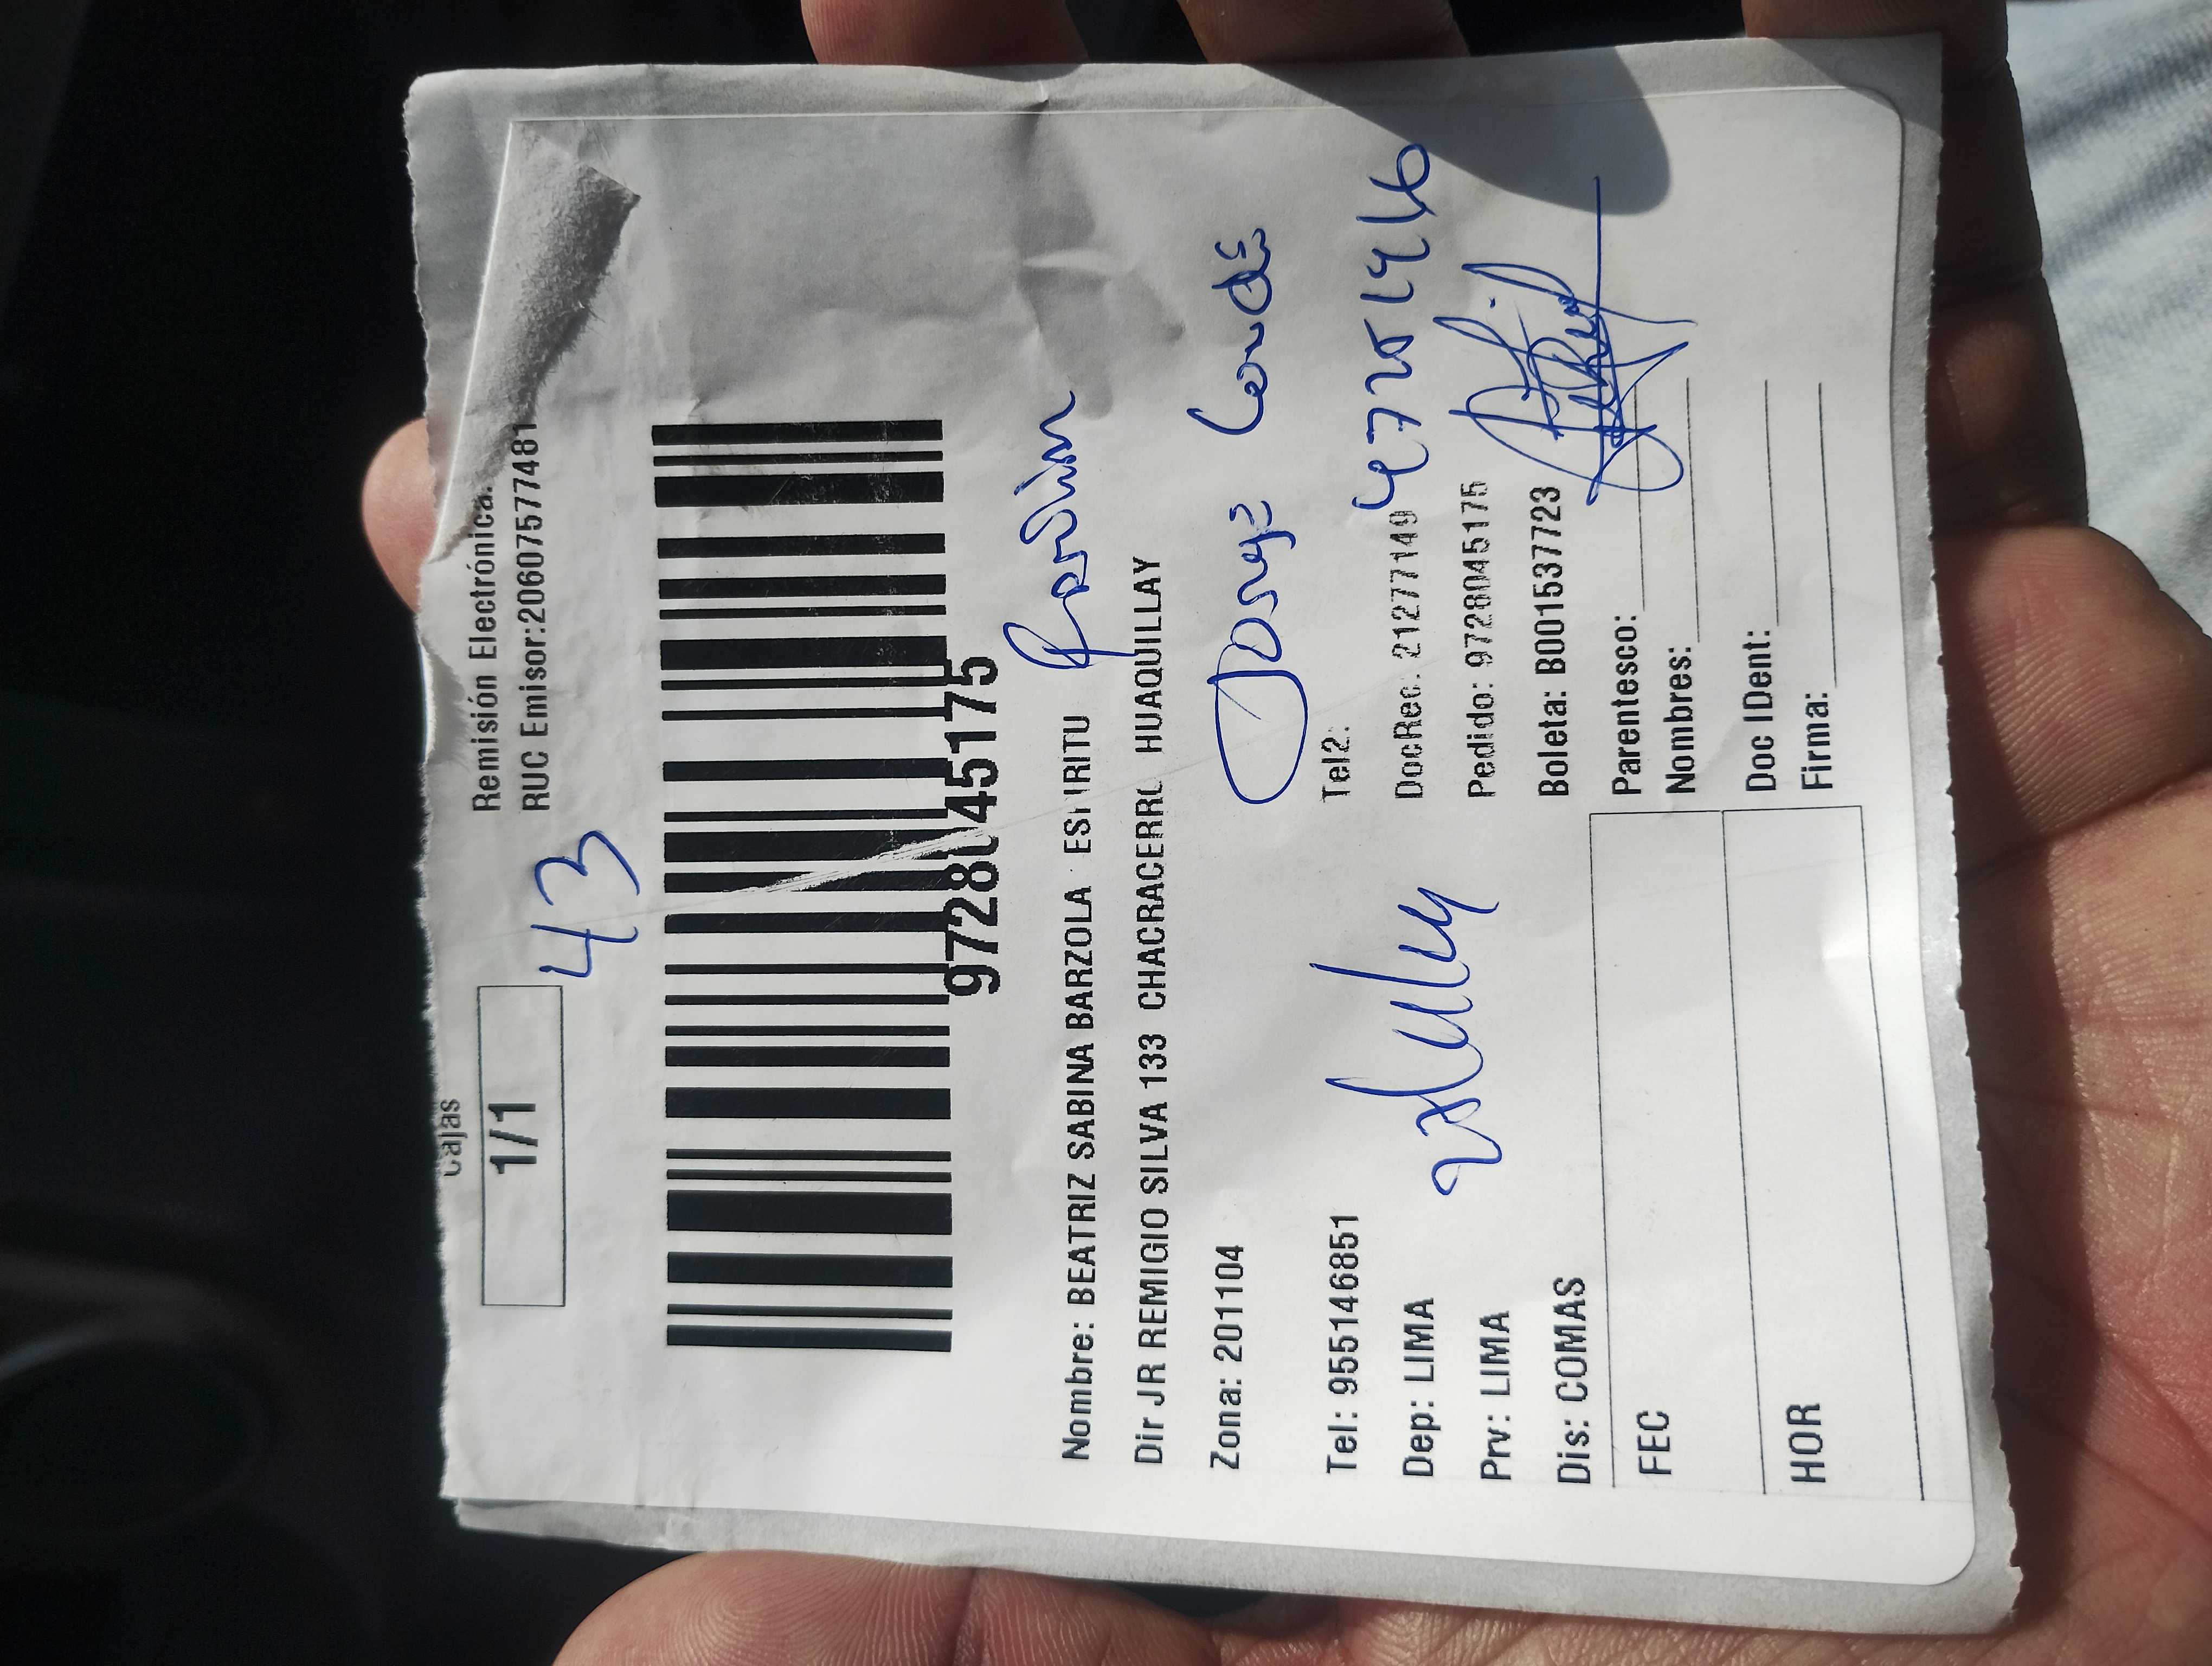 Cajas
1/1
Remisión Electrónica.
RUC Emisor:20607577481
43
9728045175
Nombre: BEATRIZ SABINA BARZOLA ESPIRITU
Dir JR REMIGIO SILVA 133 CHACRACERRO HUAQUILLAY
Zona: 201104
Jorge Conde
Tel: 955146851
Tel2:
Dep: LIMA
DocRec: 21277149
Prv: LIMA
Pedido: 9728045175
Dis: COMAS
Boleta: B001537723
FEC
Parentesco:
Nombres:
HOR
Doc IDent:
Firma: